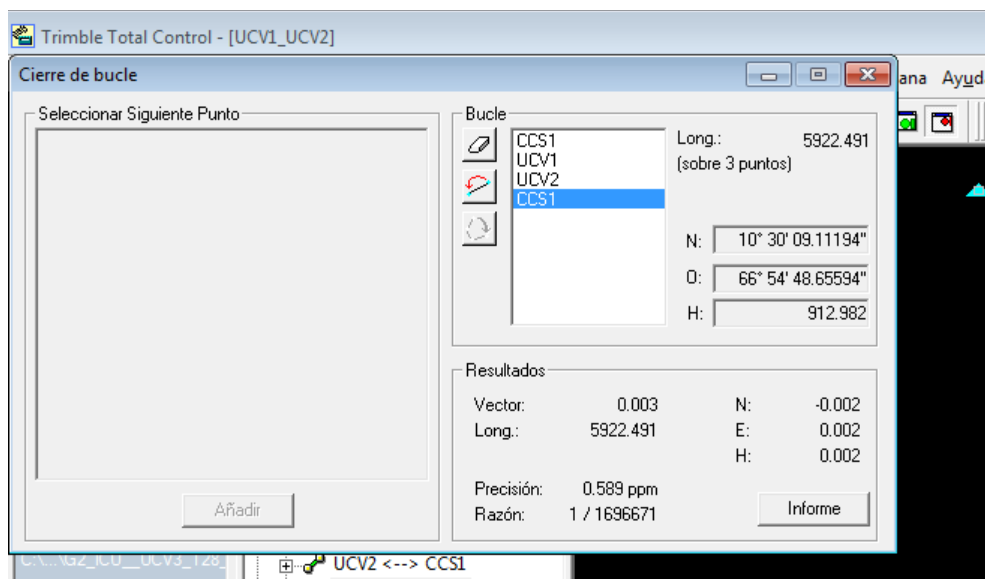 Trimble Total Control - [UCV1_UCV2]
Cierre de bucle
ana Ayud
Seleccionar Siguiente Punto
Añadir
Bucle
CCS1
UCV1
UCV2
CCS1
Long.: 5922.491
(sobre 3 puntos)
N: 10° 30' 09.11194"
O: 66° 54' 48.65594"
H: 912.982
Resultados
Vector: 0.003 N: -0.002
Long.: 5922.491 E: 0.002
H: 0.002
Precisión: 0.589 ppm
Razón: 1 / 1696671
Informe
UCV2 <--> CCS1